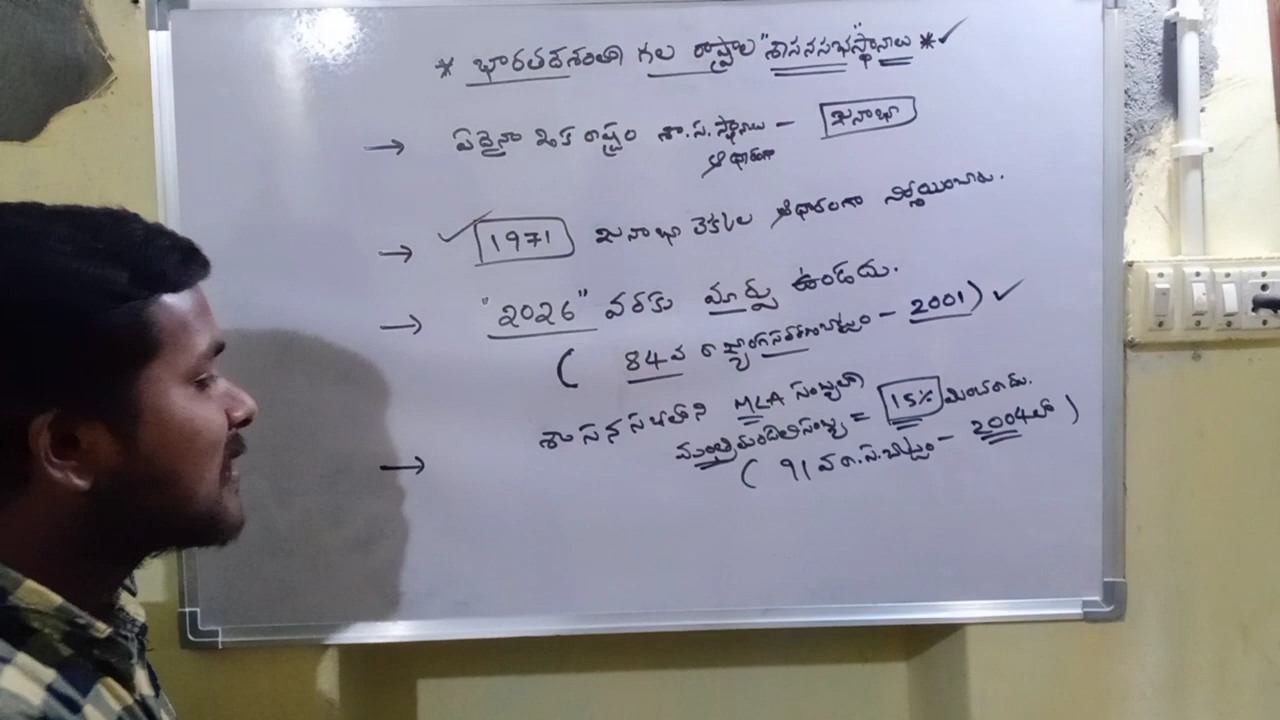 * భారతదేశంలో గల రాష్ట్రాల "శాసనసభ"స్థానాలు *
→ ఏదైనా ఒక రాష్ట్రం శా.స.స్థానాలు - జనాభా
ఆధారంగా
→ 1971 జనాభా లెక్కల ఆధారంగా నిర్ణయించారు.
→ "2026" వరకు మార్పు ఉండదు.
( 84వ రాజ్యాంగసవరణచట్టం - 2001)
→ శాసనసభలోని MLA సంఖ్యలో
మంత్రిమండలిసంఖ్య = 15% మించరాదు.
( 91వ రా.స.చట్టం - 2004లో )